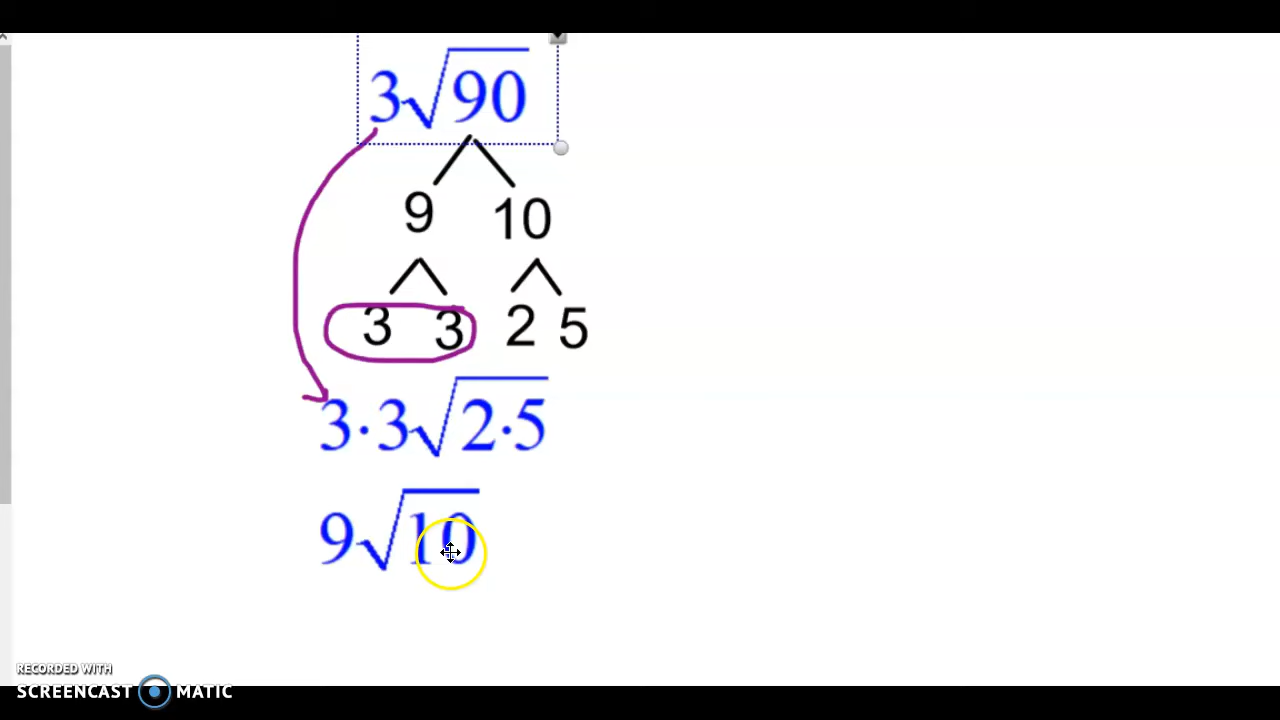 3√90
9 10
3 3 2 5
3·3√2·5
9√10
RECORDED WITH
SCREENCAST MATIC